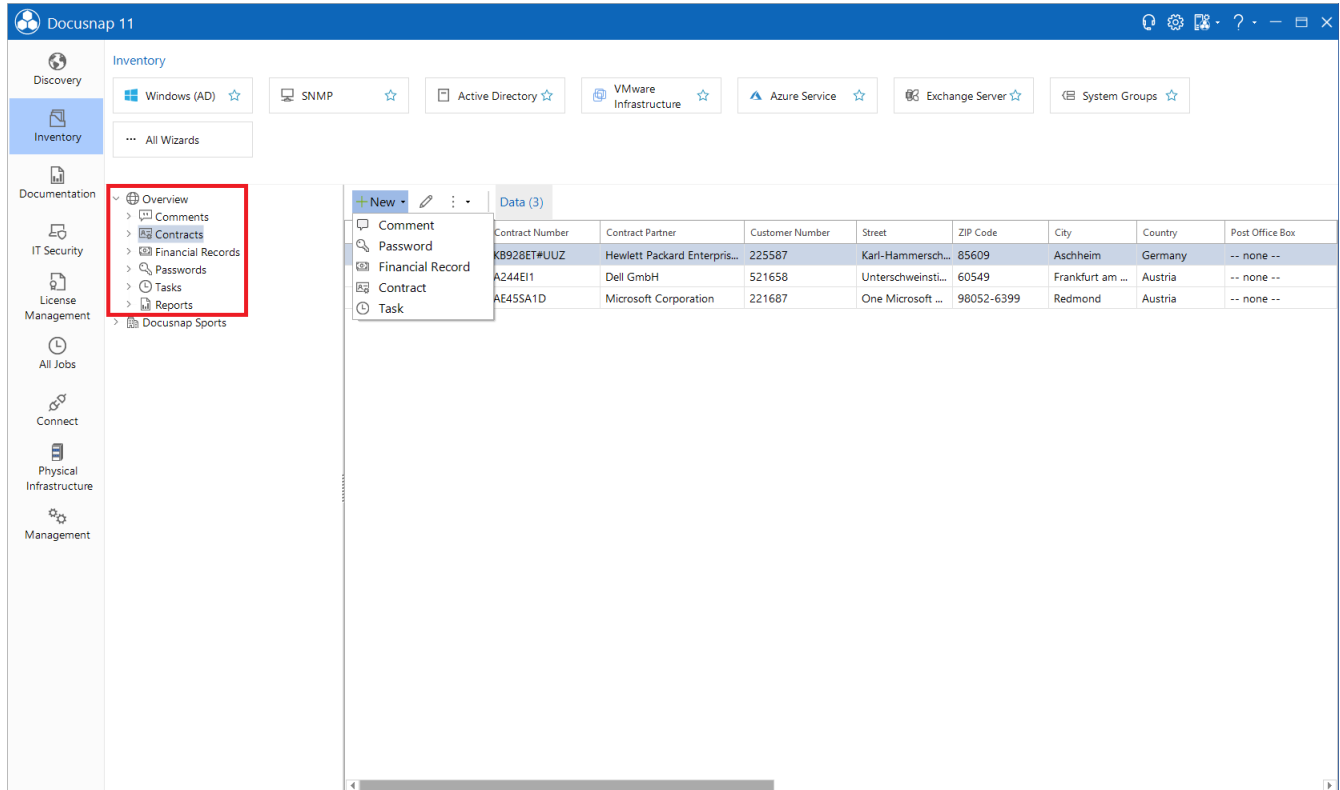 Docusnap 11
Discovery
Inventory
Documentation
IT Security
License
Management
All Jobs
Connect
Physical
Infrastructure
Management
Inventory
Windows (AD)
SNMP
Active Directory
VMware
Infrastructure
Azure Service
Exchange Server
System Groups
All Wizards
Overview
Comments
Contracts
Financial Records
Passwords
Tasks
Reports
Docusnap Sports
New
Data (3)
Comment
Password
Financial Record
Contract
Task
Contract Number Contract Partner Customer Number Street ZIP Code City Country Post Office Box
KB928ET#UUZ Hewlett Packard Enterpris... 225587 Karl-Hammersch... 85609 Aschheim Germany -- none --
A244EI1 Dell GmbH 521658 Unterschweinsti... 60549 Frankfurt am ... Austria -- none --
AE45SA1D Microsoft Corporation 221687 One Microsoft ... 98052-6399 Redmond Austria -- none --